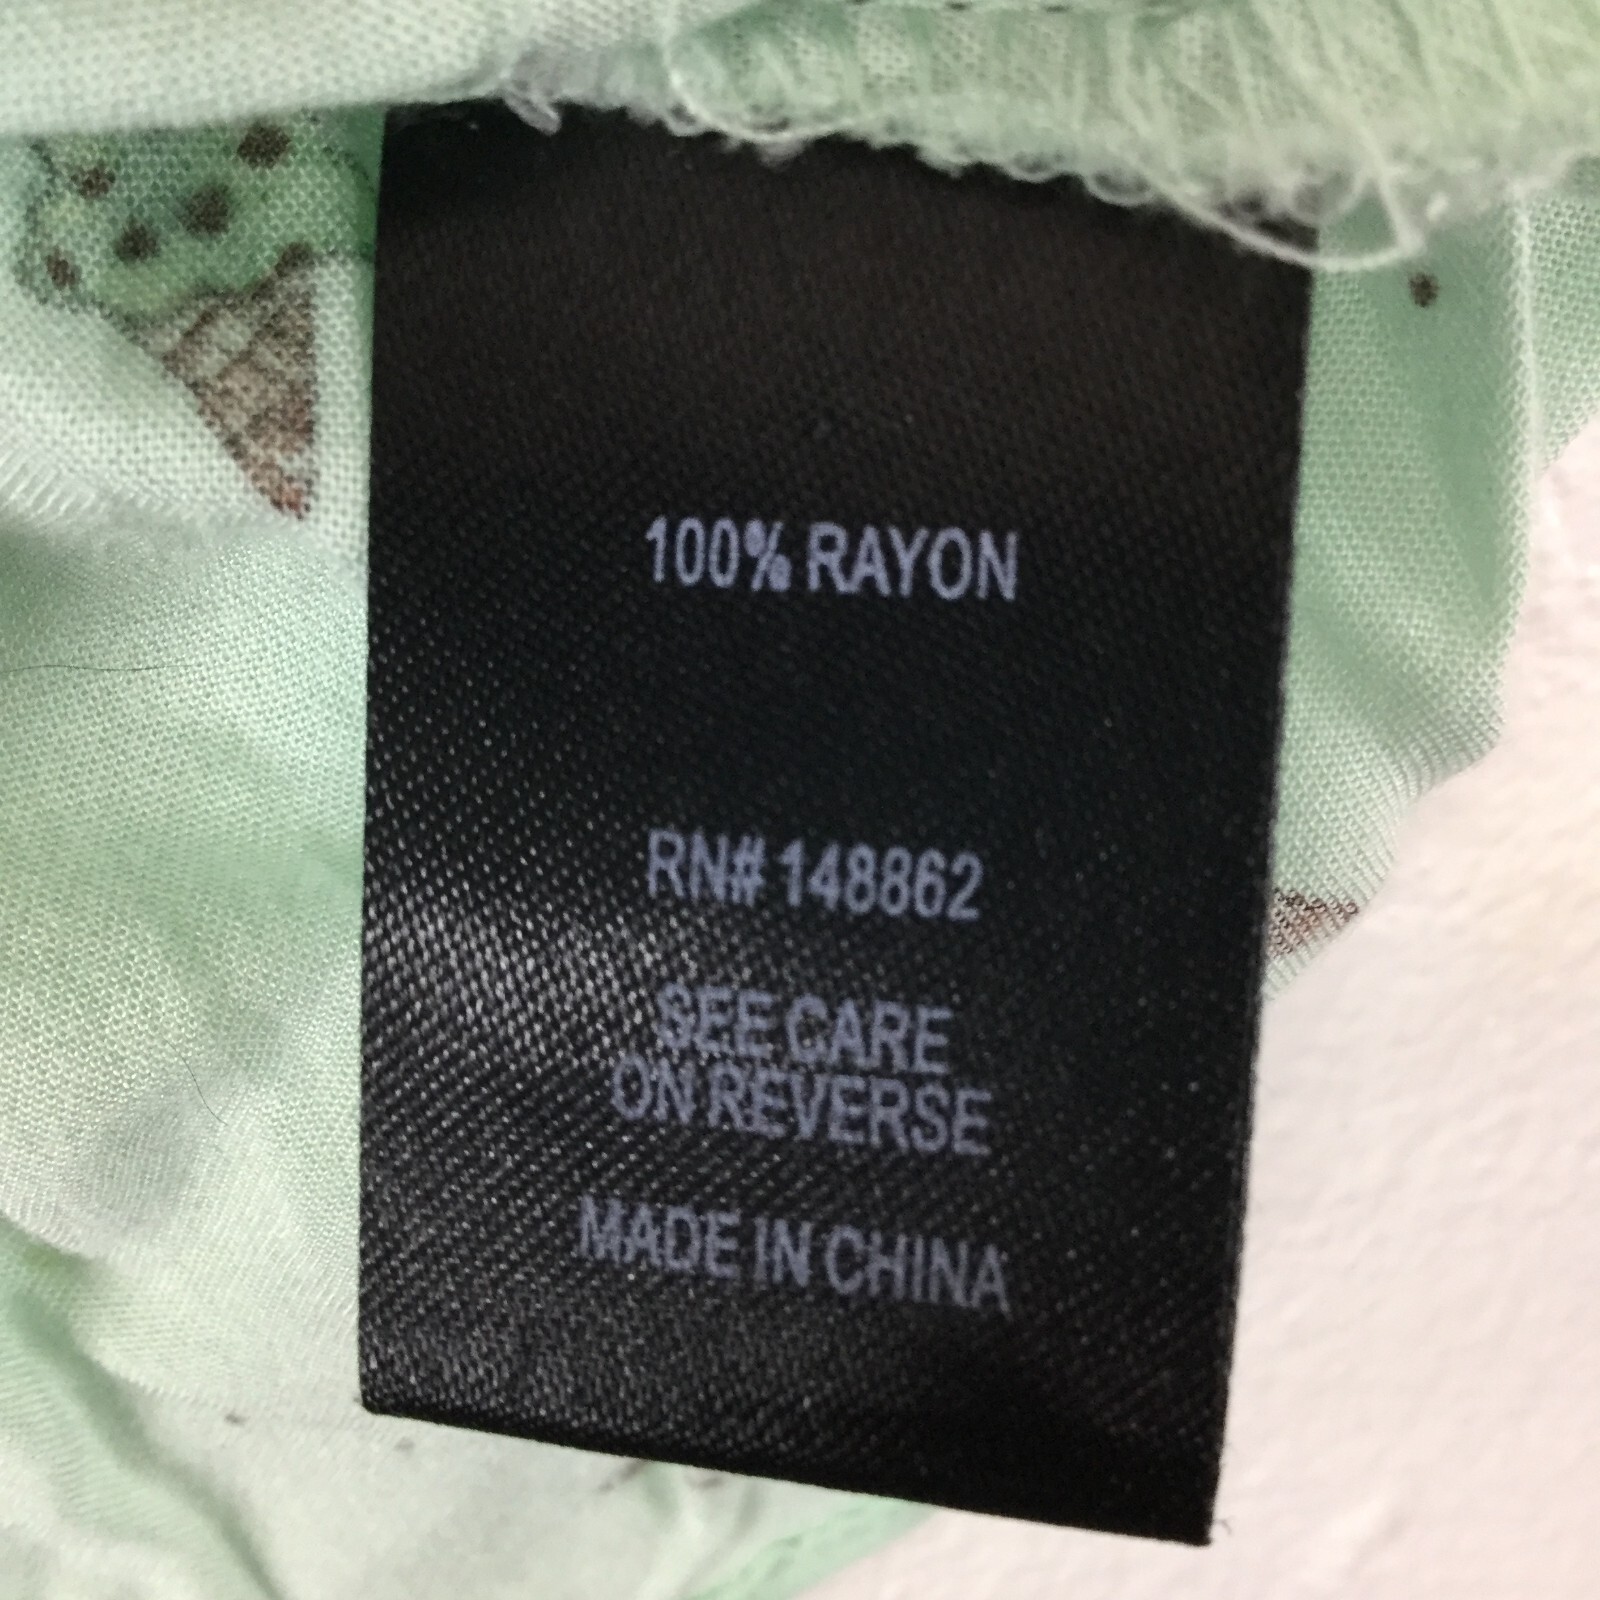 100% RAYON
RN# 148862
SEE CARE
ON REVERSE
MADE IN CHINA